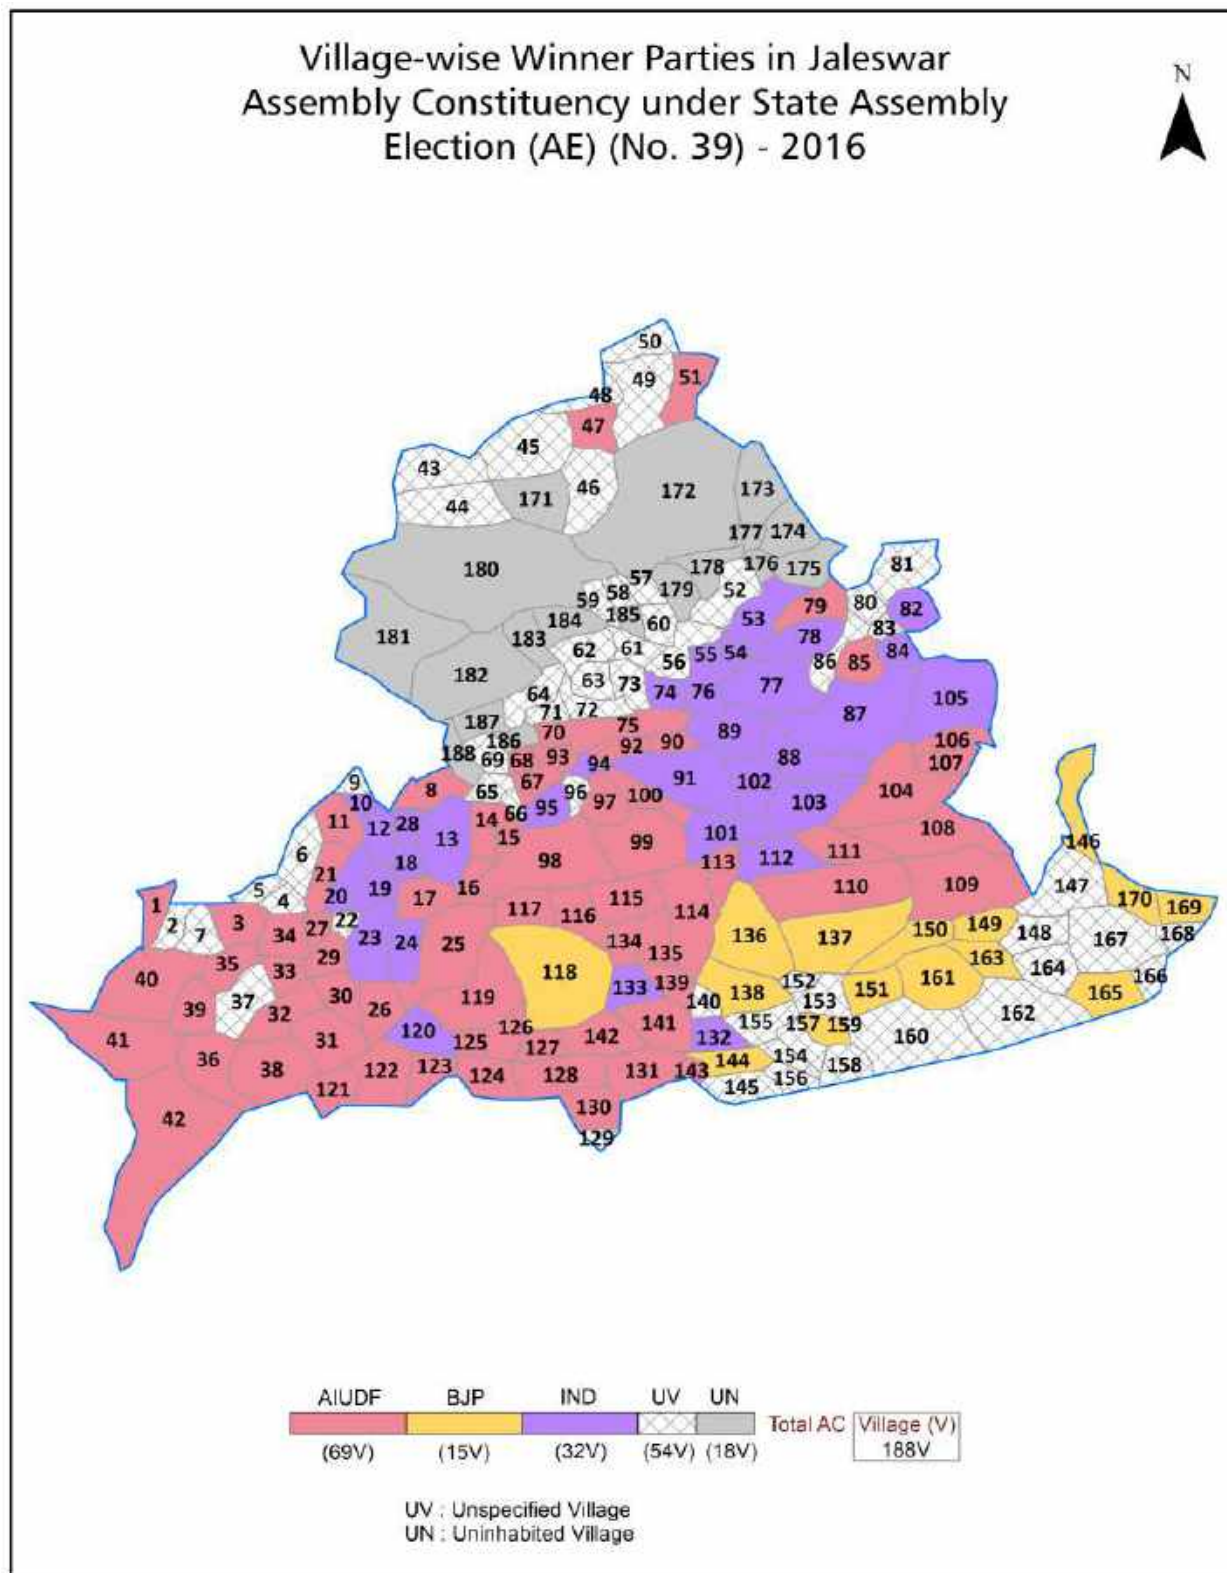 Village-wise Winner Parties in Jaleswar
Assembly Constituency under State Assembly
Election (AE) (No. 39) - 2016
N
50
49 51
48
47
45
43 46
44 171 172 173
177 174
180 178 176 175 81
57 179 52
59 58 79 80 82
184 185 60 53 83
181 183 78 84
62 61 56 55 54 86 85
182 63 73 74 76 77 105
64 87
71 72
187 70 75 89 106
188 186 92 90 88 107
69 68 93 94
9 8 67 91 102 104 146
10 65 96 97 100 103
11 12 28 66 95
6 13 14 15 99 101 108
18 98 113 112 111
21
5 4 20 19 17 16 110 109 147
1 2 7 3 22 117 116 115 114 170 169
34 27 23 24 25 134 136 137 150 149 148 167 168
35 33 29 135 163 164 166
40 37 30 118 133 139 138 152 151 161 165
39 32 26 119 140 153 162
41 31 120 126 142 141 155 157 159 160
125 127 132
36 38 122 123 124 128 131 143 144 154 158
121 145 156
42 130
129
AIUDF BJP IND UV UN
Total AC Village (V)
(69V) (15V) (32V) (54V) (18V) 188V
UV : Unspecified Village
UN : Uninhabited Village